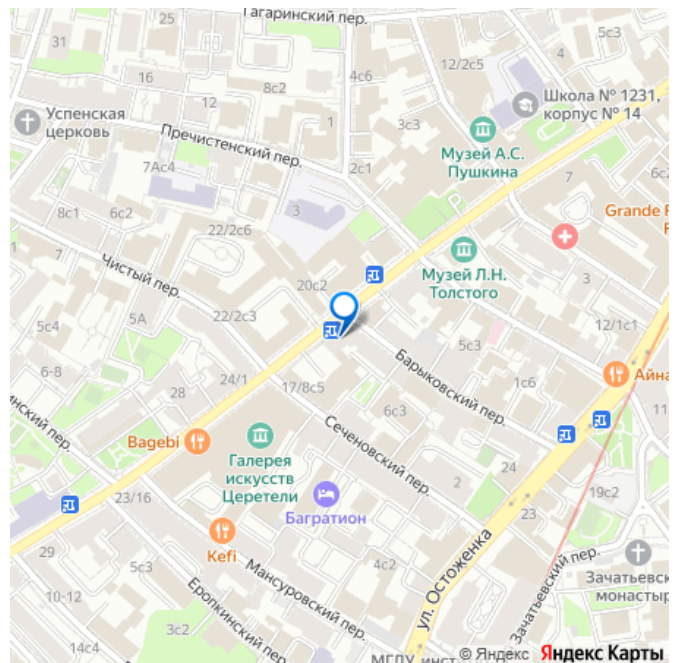 Гагаринский пер.
31
25
5с3
4
16
8с2
4с6
12/2с5
12
Школа № 1231,
корпус № 14
Успенская
церковь
1
3с3
Пречистенский пер.
Музей А.С.
Пушкина
7Ас4
2с1
7
6с2
8с1
6с2
3
Grande
22/2с6
7
Музей Л.Н.
Толстого
3
Чистый пер.
20с2
5А
22/2с3
5с4
12/1с1
5с3
6-8
24/1
17/8с5
Барыковский пер.
1с6
Айна
28
6с3
11
Bagebi
Сеченовский пер.
Галерея
искусств
Церетели
24
2
19с2
23/16
Багратион
23
ул. Остоженка
29
Kefi
5с3
4с2
Зачатьевский пер.
Зачатьевск
монастыр
10-12
Мансуровский пер.
Еропкинский пер.
3с2
© Яндекс Яндекс Карты